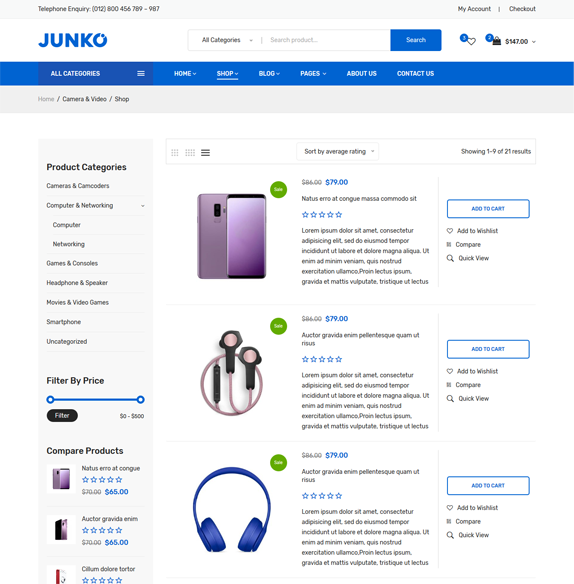 Telephone Enquiry: (012) 800 456 789 – 987
My Account | Checkout
JUNKO
All Categories | Search product...
Search
3
2
$147.00
ALL CATEGORIES
HOME SHOP BLOG PAGES ABOUT US CONTACT US
Home / Camera & Video / Shop
Product Categories
Cameras & Camcoders
Computer & Networking
Computer
Networking
Games & Consoles
Headphone & Speaker
Movies & Video Games
Smartphone
Uncategorized
Filter By Price
Filter
$0 - $500
Compare Products
Natus erro at congue
$70.00 $65.00
Auctor gravida enim
$70.00 $65.00
Cillum dolore tortor
Sort by average rating
Showing 1–9 of 21 results
Sale
$86.00 $79.00
Natus erro at congue massa commodo sit
Lorem ipsum dolor sit amet, consectetur
adipisicing elit, sed do eiusmod tempor
incididunt ut labore et dolore magna aliqua. Ut
enim ad minim veniam, quis nostrud
exercitation ullamco,Proin lectus ipsum,
gravida et mattis vulputate, tristique ut lectus
ADD TO CART
Add to Wishlist
Compare
Quick View
Sale
$86.00 $79.00
Auctor gravida enim pellentesque quam ut
risus
Lorem ipsum dolor sit amet, consectetur
adipisicing elit, sed do eiusmod tempor
incididunt ut labore et dolore magna aliqua. Ut
enim ad minim veniam, quis nostrud
exercitation ullamco,Proin lectus ipsum,
gravida et mattis vulputate, tristique ut lectus
ADD TO CART
Add to Wishlist
Compare
Quick View
Sale
$86.00 $79.00
Auctor gravida enim pellentesque quam ut
risus
Lorem ipsum dolor sit amet, consectetur
adipisicing elit, sed do eiusmod tempor
incididunt ut labore et dolore magna aliqua. Ut
enim ad minim veniam, quis nostrud
exercitation ullamco,Proin lectus ipsum,
gravida et mattis vulputate, tristique ut lectus
ADD TO CART
Add to Wishlist
Compare
Quick View